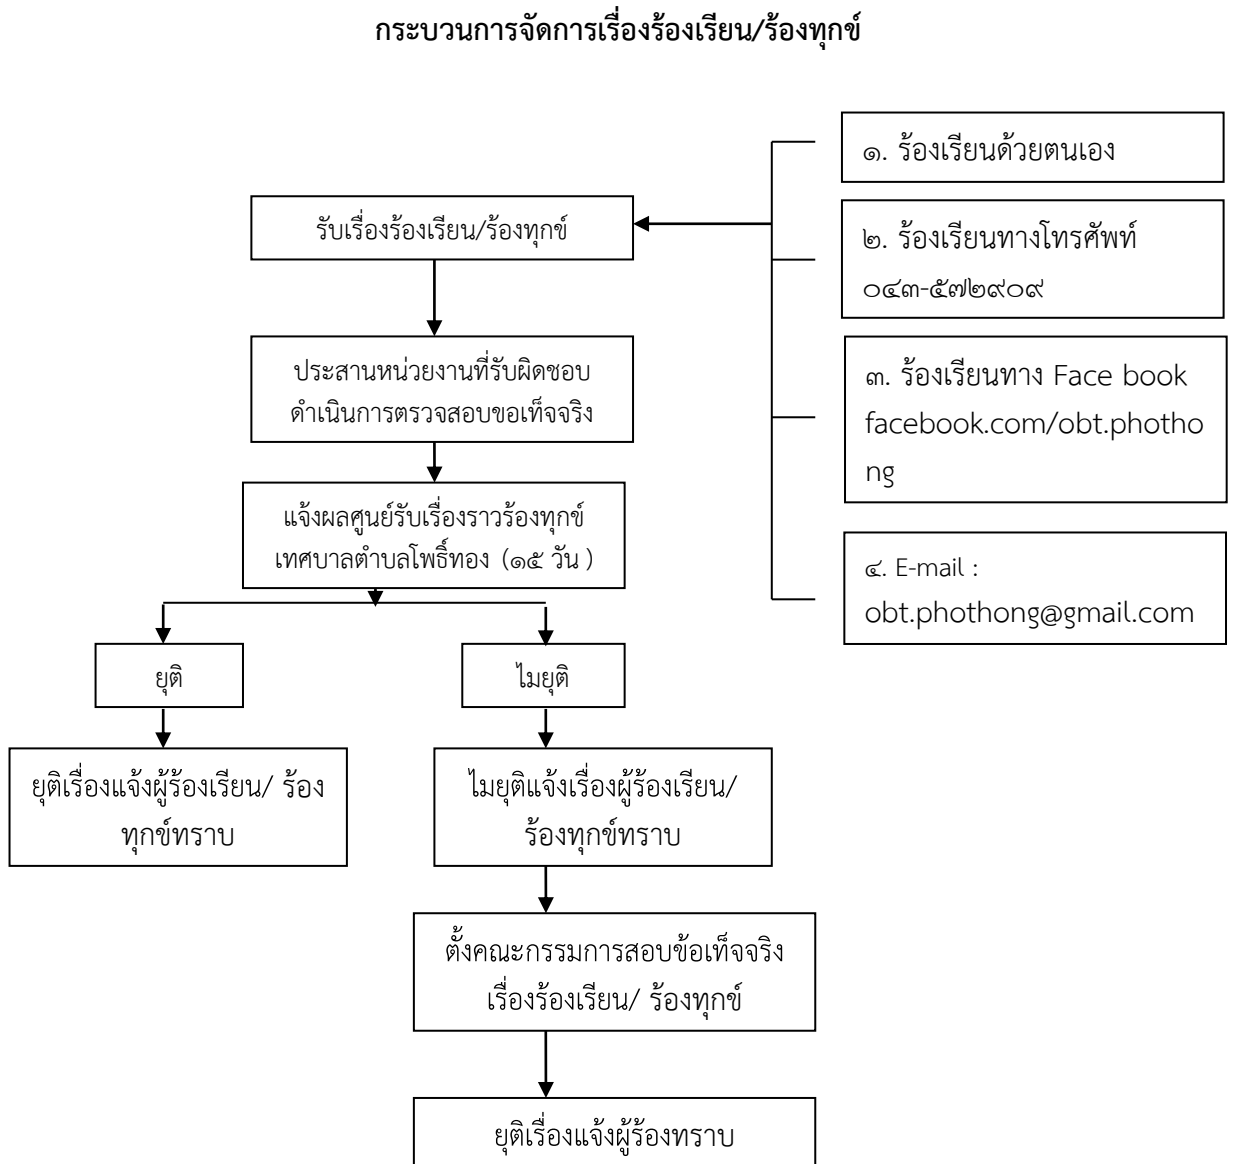 กระบวนการจัดการเรื่องร้องเรียน/ร้องทุกข์
๑. ร้องเรียนด้วยตนเอง
รับเรื่องร้องเรียน/ร้องทุกข์
๒. ร้องเรียนทางโทรศัพท์
๐๔๓-๕๗๒๙๐๙
ประสานหน่วยงานที่รับผิดชอบ
ดำเนินการตรวจสอบขอเท็จจริง
๓. ร้องเรียนทาง Face book
facebook.com/obt.photho
ng
แจ้งผลศูนย์รับเรื่องราวร้องทุกข์
เทศบาลตำบลโพธิ์ทอง (๑๕ วัน )
๔. E-mail :
obt.phothong@gmail.com
ยุติ
ไมยุติ
ยุติเรื่องแจ้งผู้ร้องเรียน/ ร้อง
ทุกข์ทราบ
ไมยุติแจ้งเรื่องผู้ร้องเรียน/
ร้องทุกข์ทราบ
ตั้งคณะกรรมการสอบข้อเท็จจริง
เรื่องร้องเรียน/ ร้องทุกข์
ยุติเรื่องแจ้งผู้ร้องทราบ